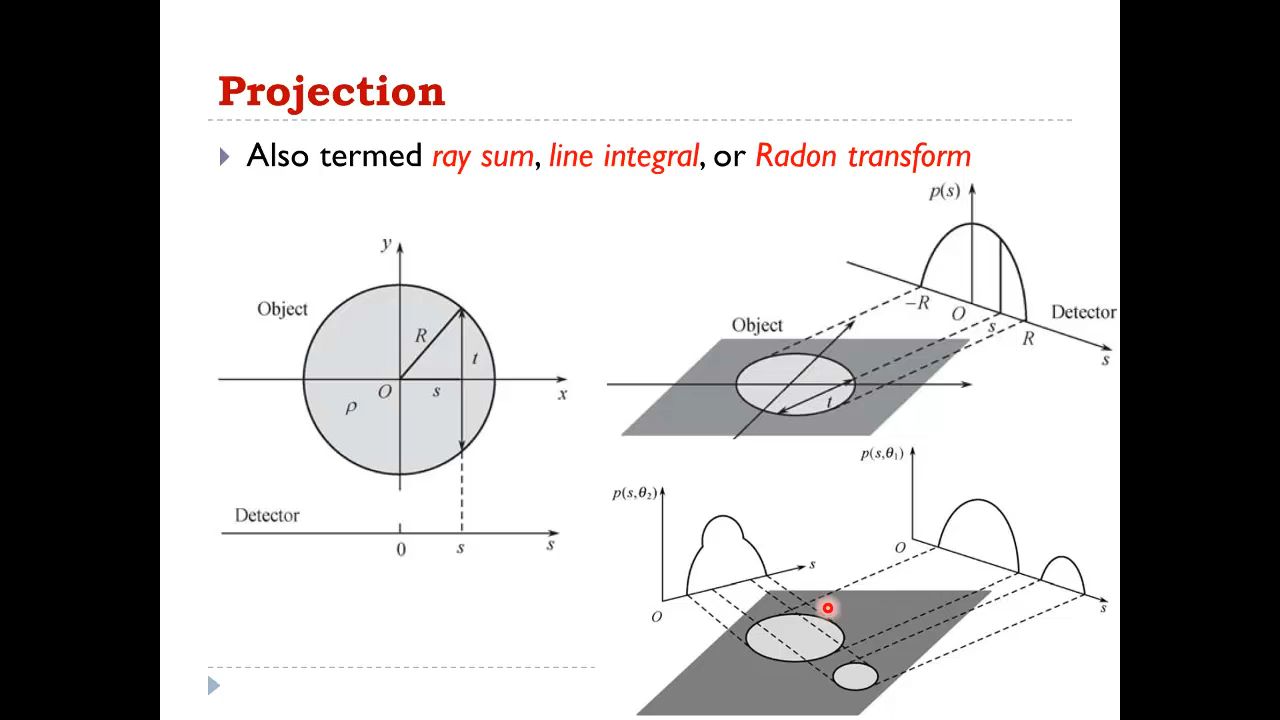 Projection
Also termed ray sum, line integral, or Radon transform
y
Object
R
t
O
s
x
ρ
Detector
0
s
s
p(s)
−R
O
s
R
Detector
s
Object
t
p(s,θ₁)
O
s
p(s,θ₂)
s
O